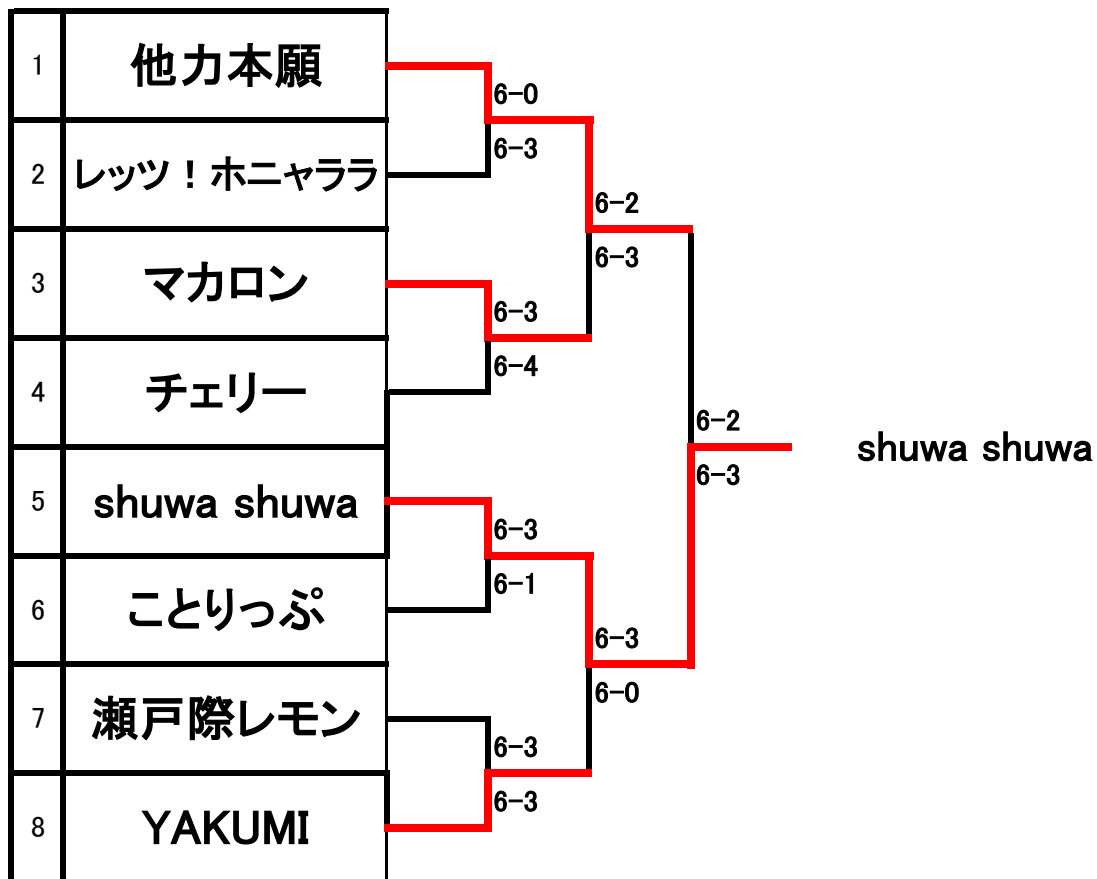 1 他力本願
2 レッツ！ホニャララ
3 マカロン
4 チェリー
5 shuwa shuwa
6 ことりっぷ
7 瀬戸際レモン
8 YAKUMI
6-0
6-3
6-3
6-4
6-3
6-1
6-3
6-3
6-2
6-3
6-3
6-0
6-2
6-3
shuwa shuwa